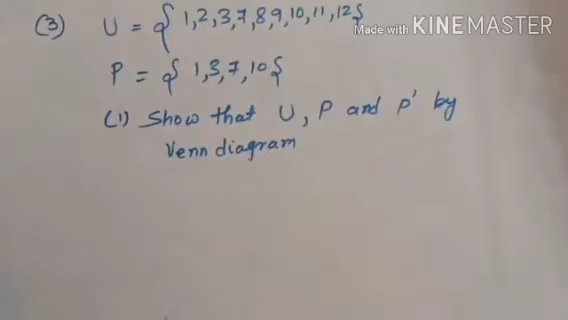 (3) U = { 1,2,3,7,8,9,10,11,12}
Made with KINEMASTER
P = { 1,3,7,10}
(1) Show that U, P and P' by
Venn diagram